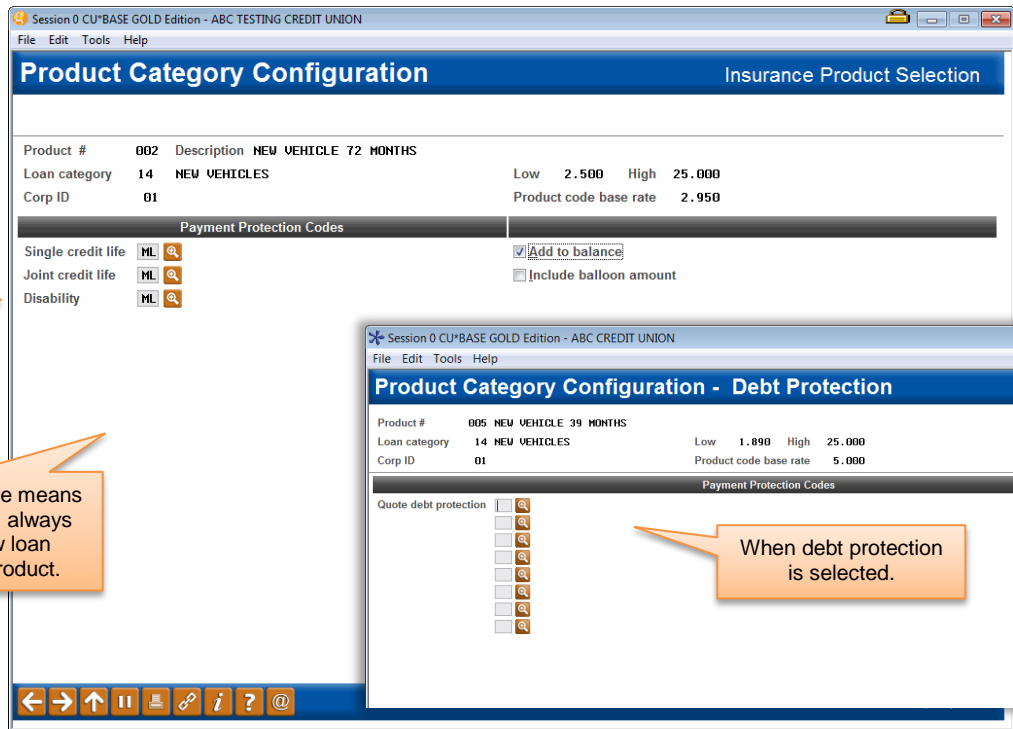 Session 0 CU*BASE GOLD Edition - ABC TESTING CREDIT UNION
File Edit Tools Help
Product Category Configuration
Insurance Product Selection
Product # 002 Description NEW VEHICLE 72 MONTHS
Loan category 14 NEW VEHICLES Low 2.500 High 25.000
Corp ID 01 Product code base rate 2.950
Payment Protection Codes
Single credit life ML Add to balance
Joint credit life ML Include balloon amount
Disability ML
Session 0 CU*BASE GOLD Edition - ABC CREDIT UNION
File Edit Tools Help
Product Category Configuration - Debt Protection
Product # 005 NEW VEHICLE 39 MONTHS
Loan category 14 NEW VEHICLES Low 1.890 High 25.000
Corp ID 01 Product code base rate 5.000
Payment Protection Codes
Quote debt protection
When debt protection
is selected.
means
always
loan